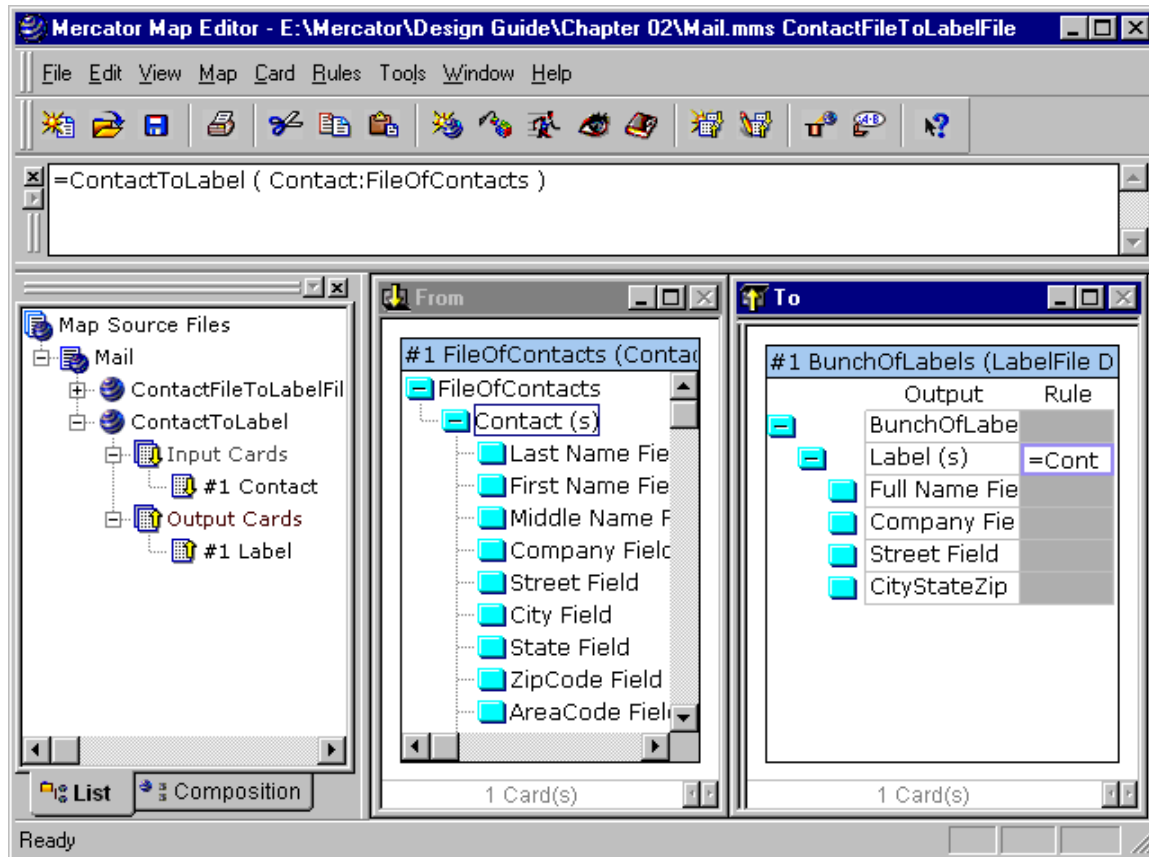 Mercator Map Editor - E:\Mercator\Design Guide\Chapter 02\Mail.mms ContactFileToLabelFile
File Edit View Map Card Rules Tools Window Help
=ContactToLabel ( Contact:FileOfContacts )
Map Source Files
Mail
ContactFileToLabelFil
ContactToLabel
Input Cards
#1 Contact
Output Cards
#1 Label
List Composition
From
#1 FileOfContacts (Contac
FileOfContacts
Contact (s)
Last Name Fie
First Name Fie
Middle Name F
Company Field
Street Field
City Field
State Field
ZipCode Field
AreaCode Fiel
1 Card(s)
To
#1 BunchOfLabels (LabelFile D
Output Rule
BunchOfLabe
Label (s) =Cont
Full Name Fie
Company Fie
Street Field
CityStateZip
1 Card(s)
Ready